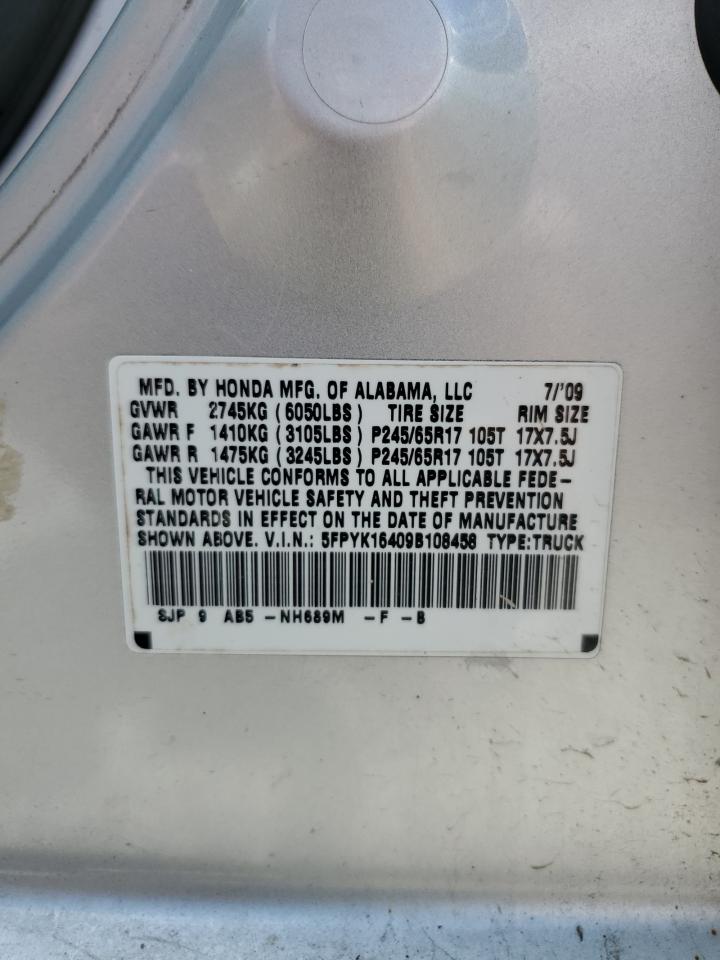 MFD. BY HONDA MFG. OF ALABAMA, LLC 7/'09
GVWR 2745KG (6050LBS) TIRE SIZE RIM SIZE
GAWR F 1410KG (3105LBS) P245/65R17 105T 17X7.5J
GAWR R 1475KG (3245LBS) P245/65R17 105T 17X7.5J
THIS VEHICLE CONFORMS TO ALL APPLICABLE FEDE-
RAL MOTOR VEHICLE SAFETY AND THEFT PREVENTION
STANDARDS IN EFFECT ON THE DATE OF MANUFACTURE
SHOWN ABOVE. V.I.N.: 5FPYK16409B108458 TYPE:TRUCK
SJP 9 AB5 -NH689M -F -B